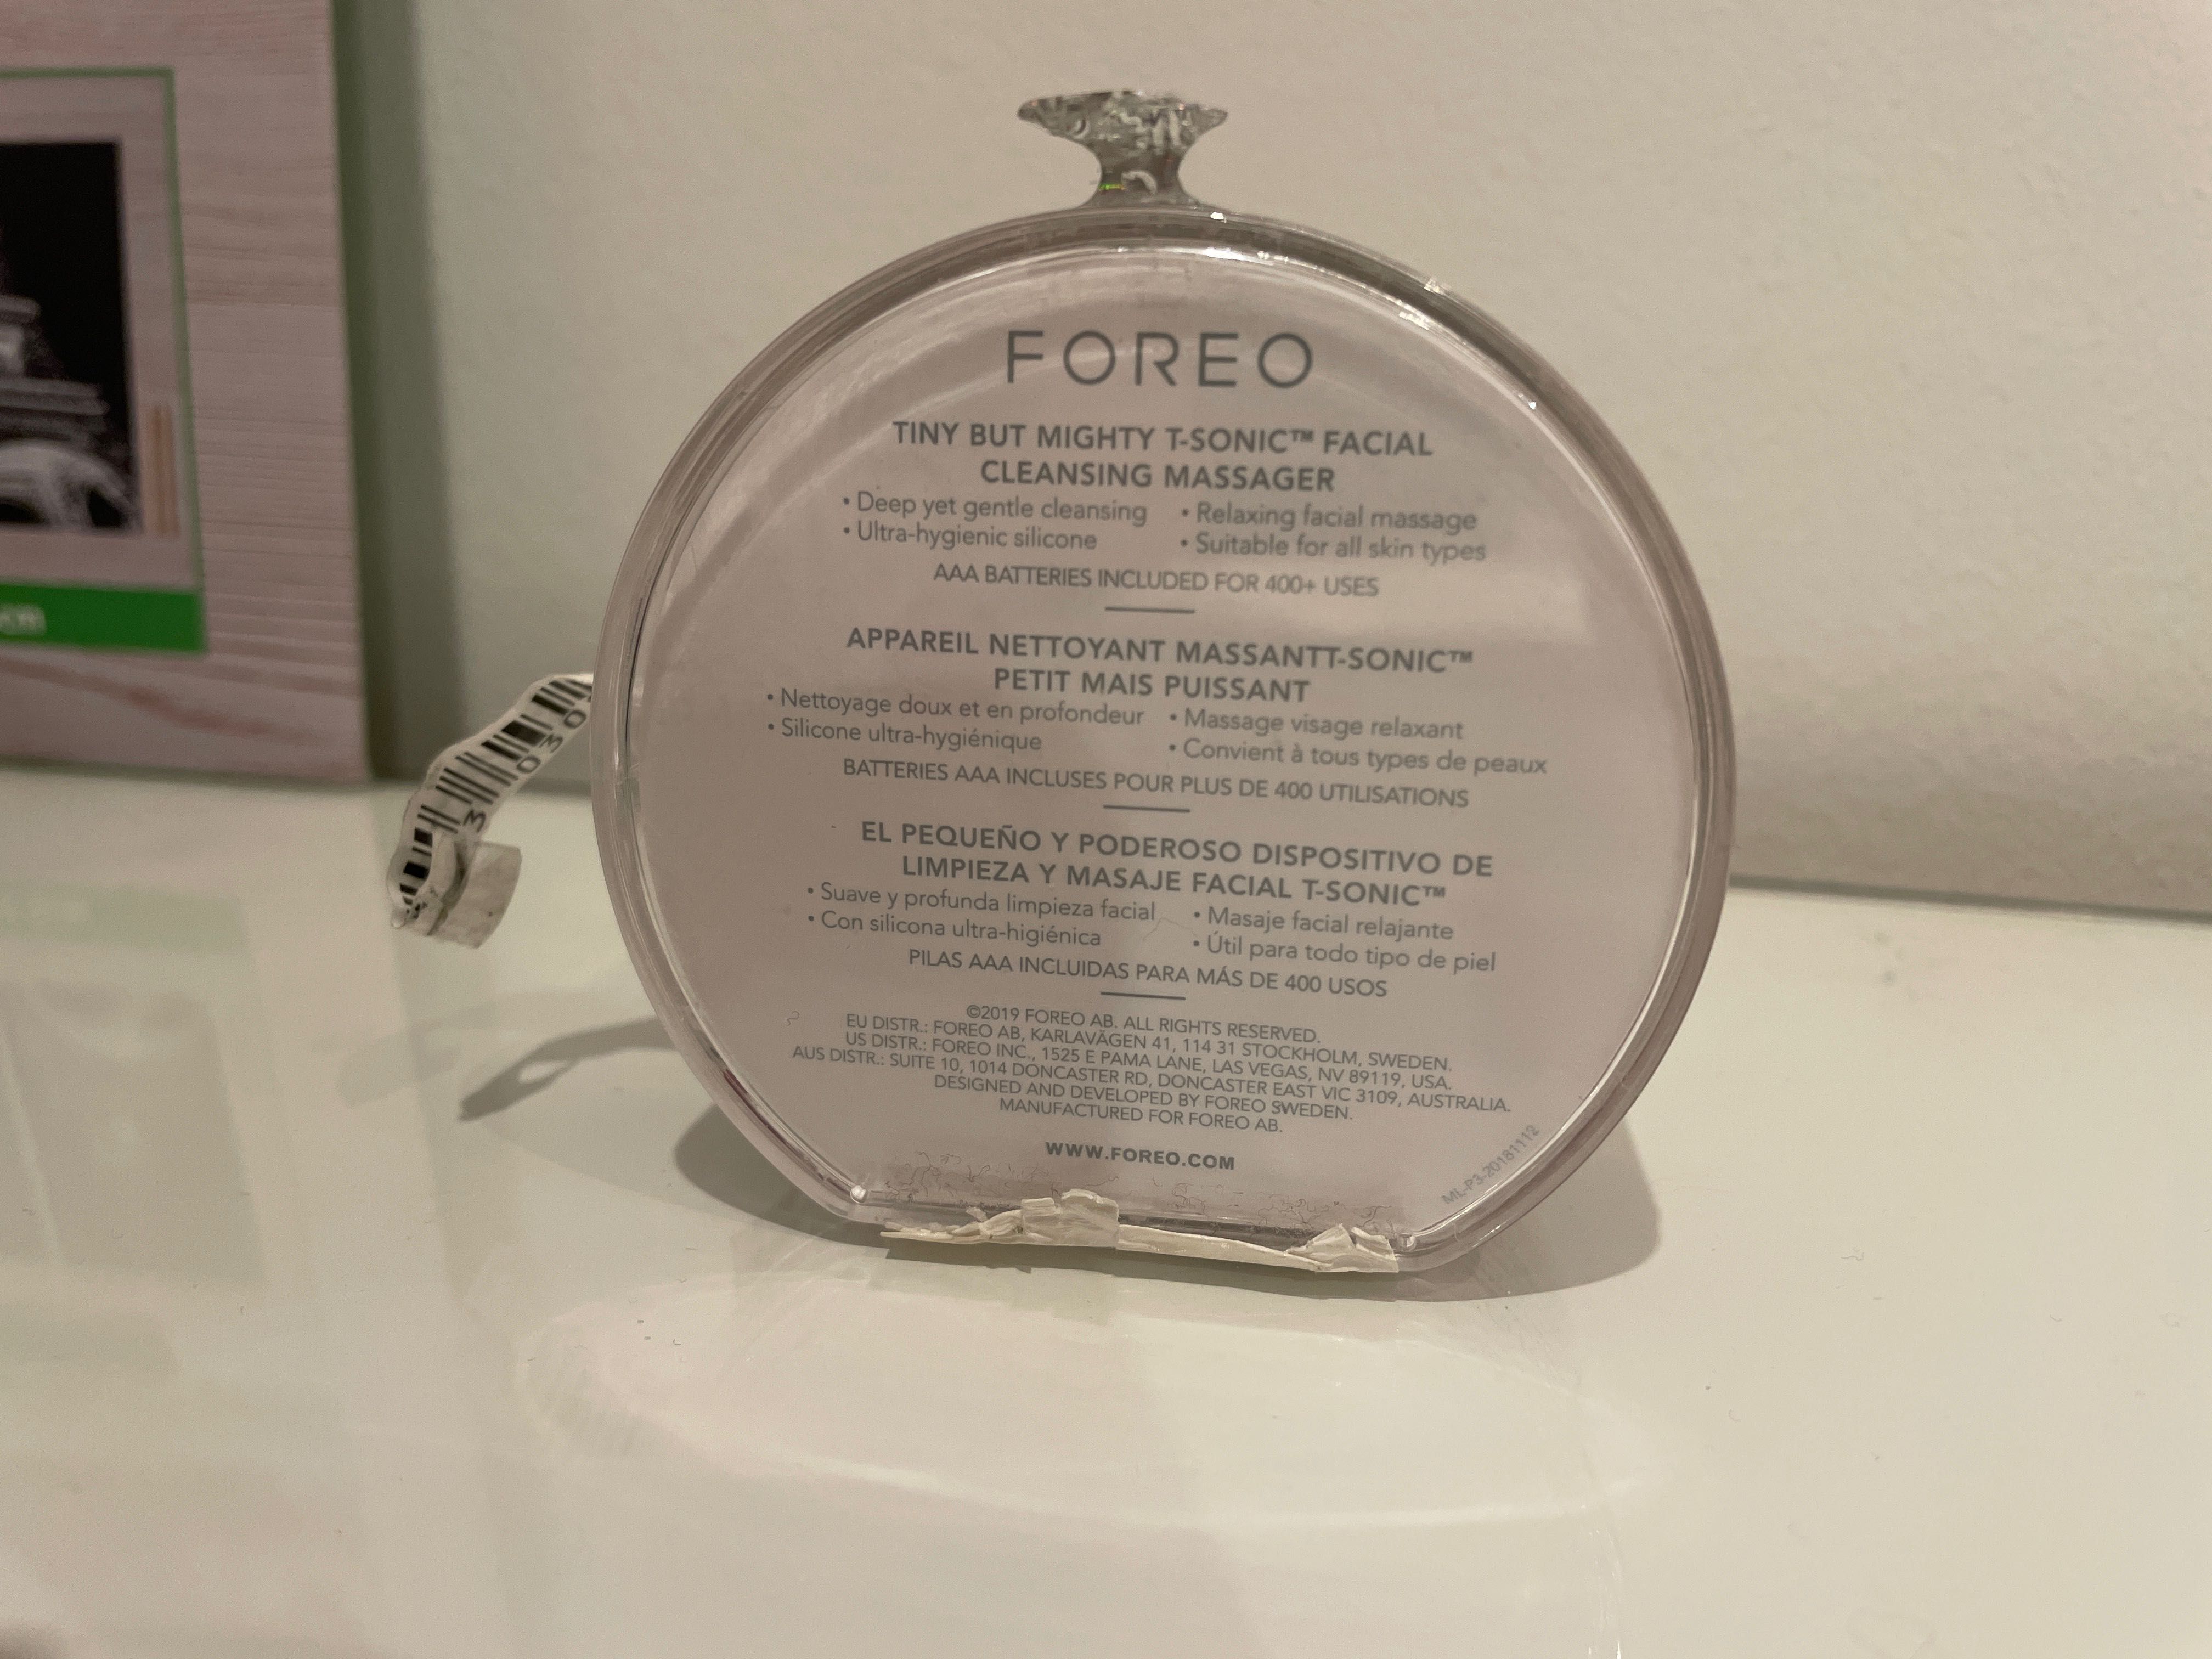 FOREO
TINY BUT MIGHTY T-SONIC™ FACIAL
CLEANSING MASSAGER
• Deep yet gentle cleansing • Relaxing facial massage
• Ultra-hygienic silicone • Suitable for all skin types
AAA BATTERIES INCLUDED FOR 400+ USES
APPAREIL NETTOYANT MASSANTT-SONIC™
PETIT MAIS PUISSANT
• Nettoyage doux et en profondeur • Massage visage relaxant
• Silicone ultra-hygiénique • Convient à tous types de peaux
BATTERIES AAA INCLUSES POUR PLUS DE 400 UTILISATIONS
EL PEQUEÑO Y PODEROSO DISPOSITIVO DE
LIMPIEZA Y MASAJE FACIAL T-SONIC™
• Suave y profunda limpieza facial • Masaje facial relajante
• Con silicona ultra-higiénica • Útil para todo tipo de piel
PILAS AAA INCLUIDAS PARA MÁS DE 400 USOS
©2019 FOREO AB. ALL RIGHTS RESERVED.
EU DISTR.: FOREO AB, KARLAVÄGEN 41, 114 31 STOCKHOLM, SWEDEN.
US DISTR.: FOREO INC., 1525 E PAMA LANE, LAS VEGAS, NV 89119, USA.
AUS DISTR.: SUITE 10, 1014 DONCASTER RD, DONCASTER EAST VIC 3109, AUSTRALIA.
DESIGNED AND DEVELOPED BY FOREO SWEDEN.
MANUFACTURED FOR FOREO AB.
WWW.FOREO.COM
ML-P3-20181112
3 0 3 0
cm